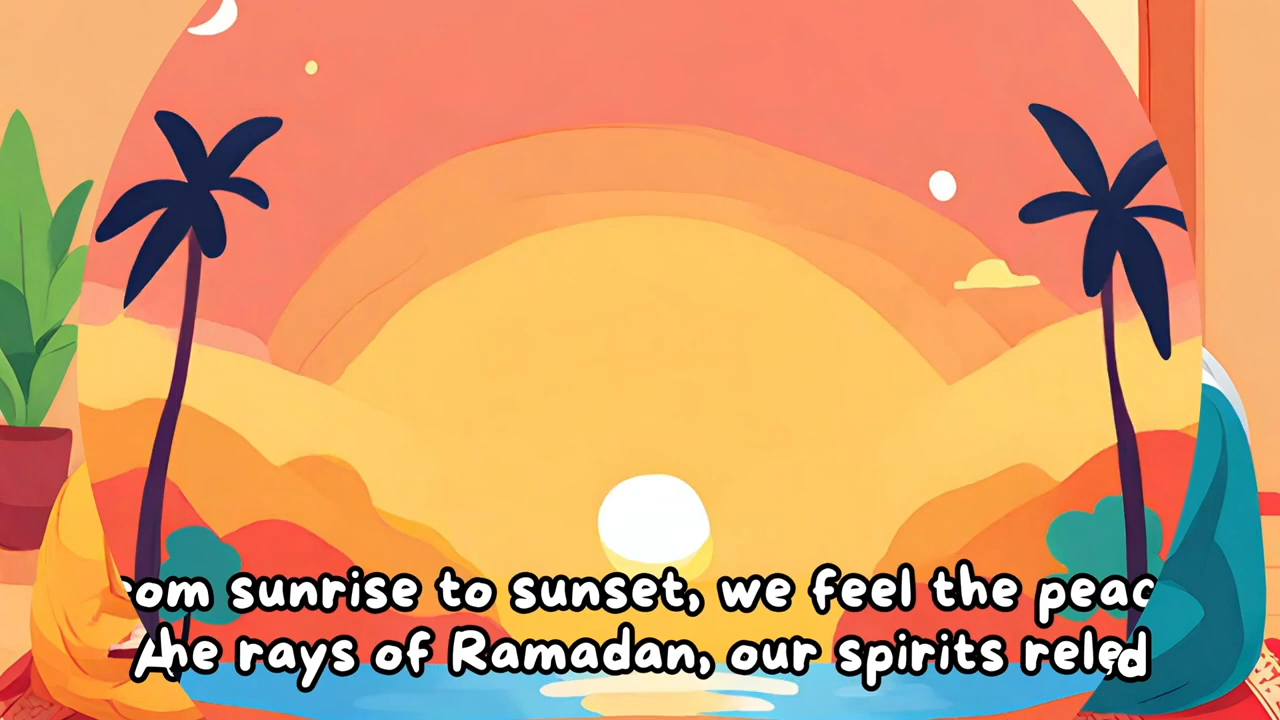 sunrise to sunset, we feel the
rays of Ramadan, our spirits